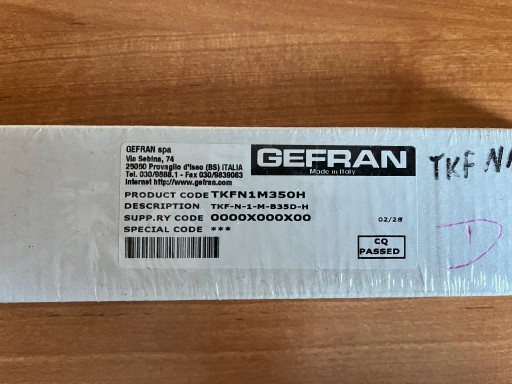 GEFRAN spa
Via Sebina, 74
25050 Provaglio d'Iseo (BS) ITALIA
Tel. 030/9888.1 - Fax 030/9839063
Internet http://www.gefran.com
GEFRAN
Made in Italy
PRODUCT CODE TKFN1M350H
DESCRIPTION TKF-N-1-M-B35D-H
SUPP.RY CODE 0000X000X00
02/28
SPECIAL CODE ***
CQ
PASSED
TKF